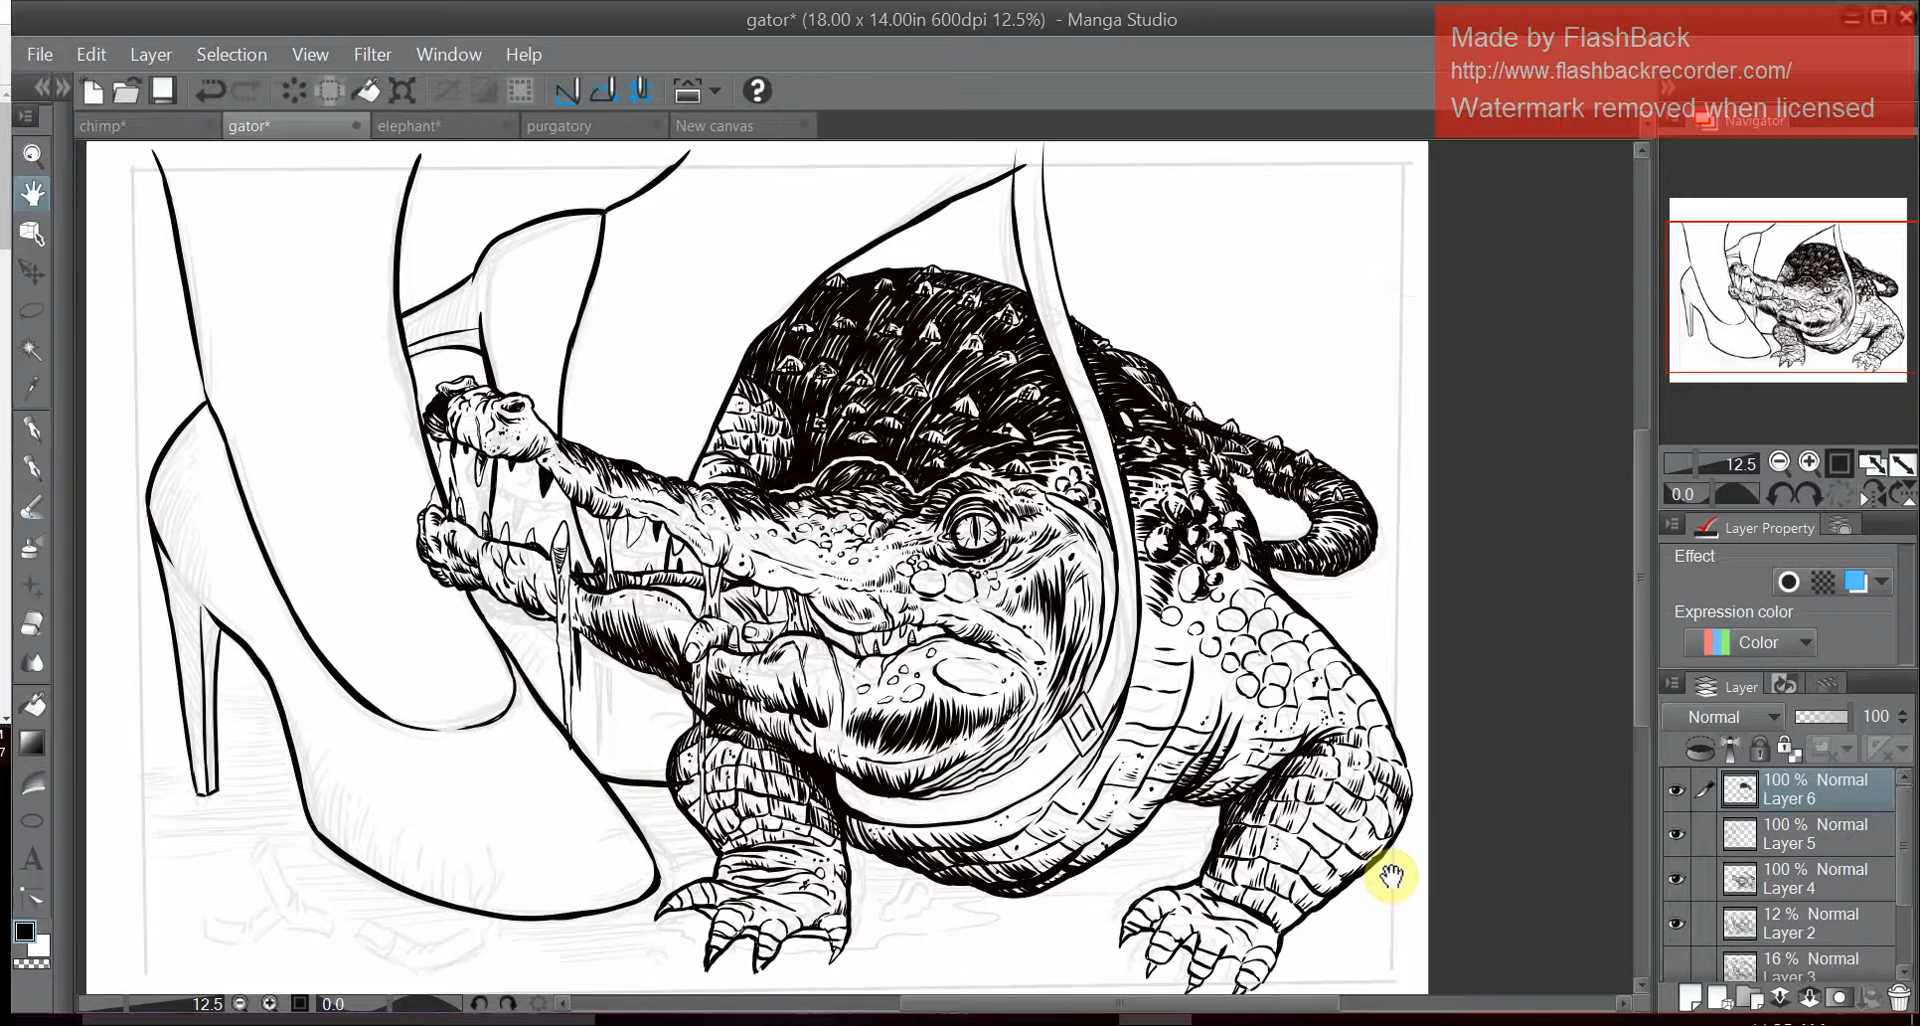 gator* (18.00 x 14.00in 600dpi 12.5%) - Manga Studio
Made by FlashBack
http://www.flashbackrecorder.com/
Watermark removed when licensed
File Edit Layer Selection View Filter Window Help
chimp* gator* elephant* purgatory New canvas
Navigator
12.5
0.0
Layer Property
Effect
Expression color
Color
Layer
Normal 100
100 % Normal
Layer 6
100 % Normal
Layer 5
100 % Normal
Layer 4
12 % Normal
Layer 2
16 % Normal
Layer 3
12.5 0.0